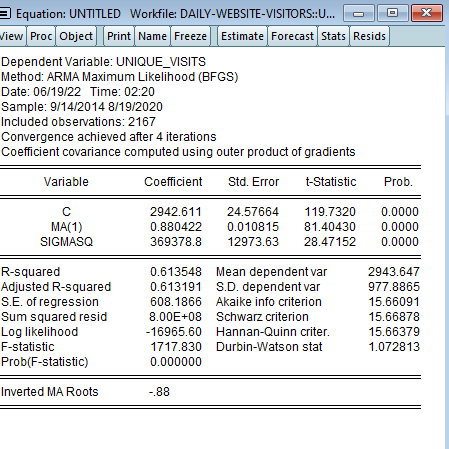 Equation: UNTITLED Workfile: DAILY-WEBSITE-VISITORS::U...
View Proc Object Print Name Freeze Estimate Forecast Stats Resids
Dependent Variable: UNIQUE_VISITS
Method: ARMA Maximum Likelihood (BFGS)
Date: 06/19/22 Time: 02:20
Sample: 9/14/2014 8/19/2020
Included observations: 2167
Convergence achieved after 4 iterations
Coefficient covariance computed using outer product of gradients
Variable Coefficient Std. Error t-Statistic Prob.
C 2942.611 24.57664 119.7320 0.0000
MA(1) 0.880422 0.010815 81.40430 0.0000
SIGMASQ 369378.8 12973.63 28.47152 0.0000
R-squared 0.613548 Mean dependent var 2943.647
Adjusted R-squared 0.613191 S.D. dependent var 977.8865
S.E. of regression 608.1866 Akaike info criterion 15.66091
Sum squared resid 8.00E+08 Schwarz criterion 15.66878
Log likelihood -16965.60 Hannan-Quinn criter. 15.66379
F-statistic 1717.830 Durbin-Watson stat 1.072813
Prob(F-statistic) 0.000000
Inverted MA Roots -.88